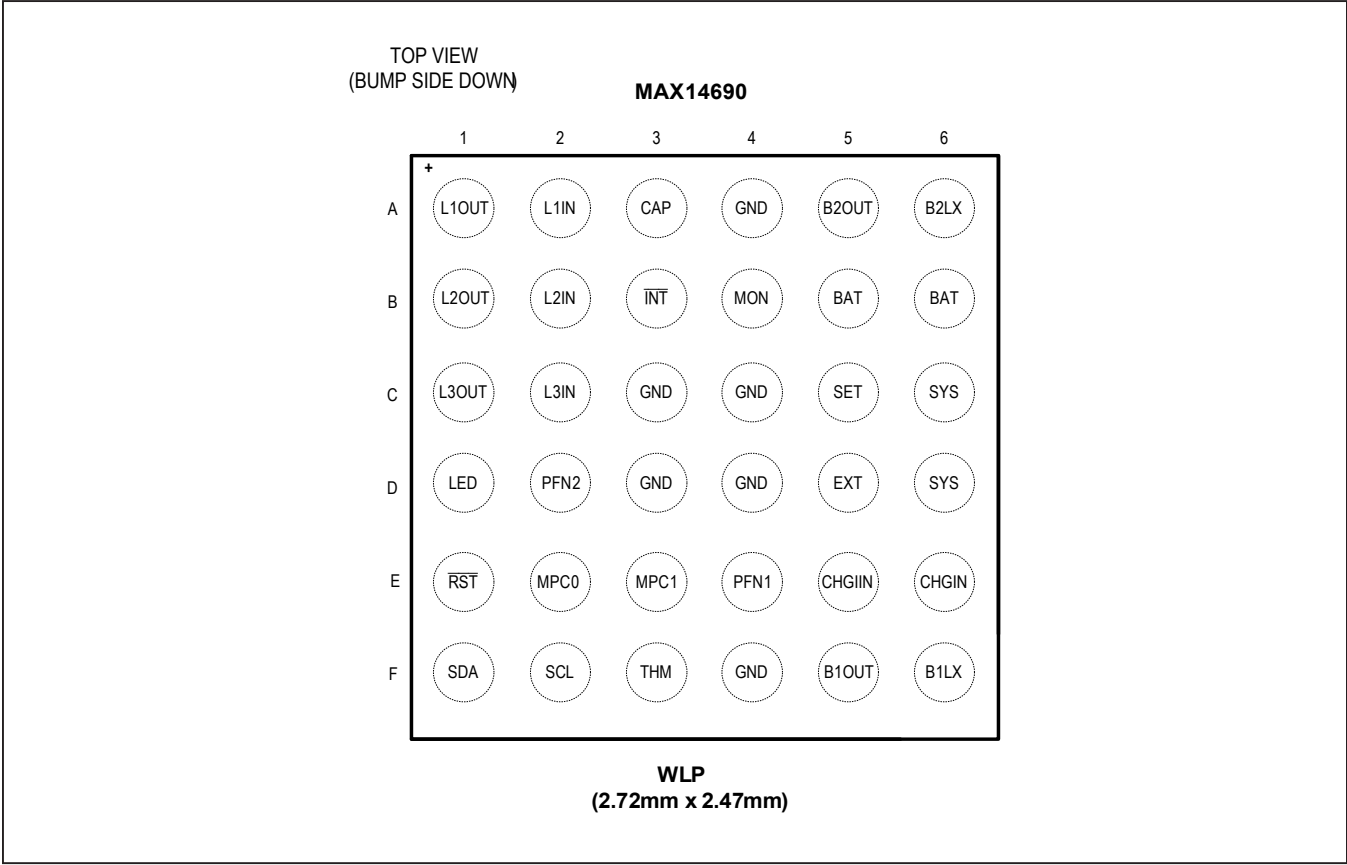 TOP VIEW
(BUMP SIDE DOWN)
MAX14690
1 2 3 4 5 6
+
A L1OUT L1IN CAP GND B2OUT B2LX
B L2OUT L2IN INT MON BAT BAT
C L3OUT L3IN GND GND SET SYS
D LED PFN2 GND GND EXT SYS
E RST MPC0 MPC1 PFN1 CHGIIN CHGIN
F SDA SCL THM GND B1OUT B1LX
WLP
(2.72mm x 2.47mm)